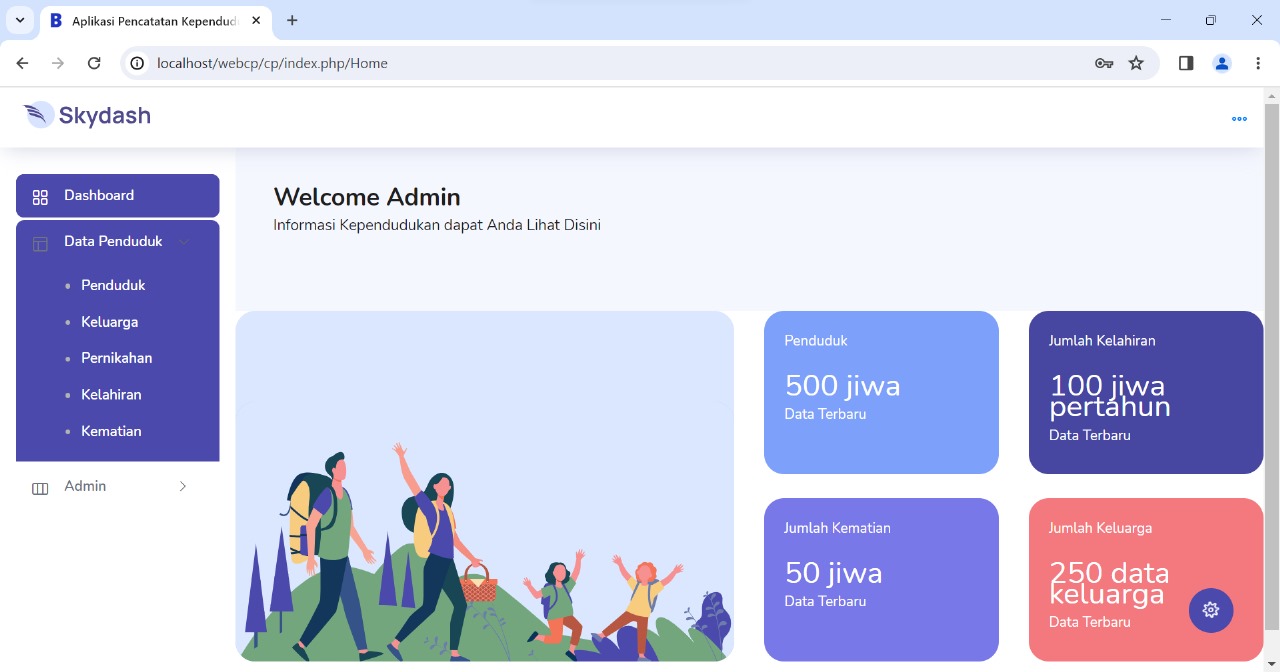 Aplikasi Pencatatan Kependud
localhost/webcp/cp/index.php/Home
Skydash
Dashboard
Data Penduduk
Penduduk
Keluarga
Pernikahan
Kelahiran
Kematian
Admin
Welcome Admin
Informasi Kependudukan dapat Anda Lihat Disini
Penduduk
500 jiwa
Data Terbaru
Jumlah Kelahiran
100 jiwa
pertahun
Data Terbaru
Jumlah Kematian
50 jiwa
Data Terbaru
Jumlah Keluarga
250 data
keluarga
Data Terbaru